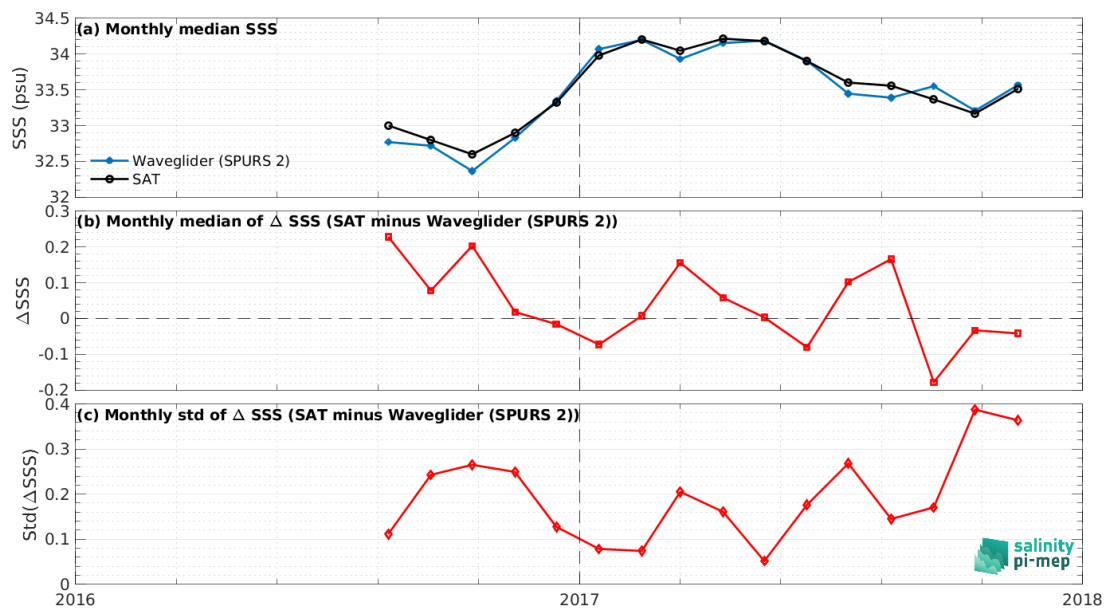 (a) Monthly median SSS
SSS (psu)
34.5
34
33.5
33
32.5
32
Waveglider (SPURS 2)
SAT
(b) Monthly median of Δ SSS (SAT minus Waveglider (SPURS 2))
ΔSSS
0.3
0.2
0.1
0
-0.1
-0.2
(c) Monthly std of Δ SSS (SAT minus Waveglider (SPURS 2))
Std(ΔSSS)
0.4
0.3
0.2
0.1
0
salinity
pi-mep
2016
2017
2018